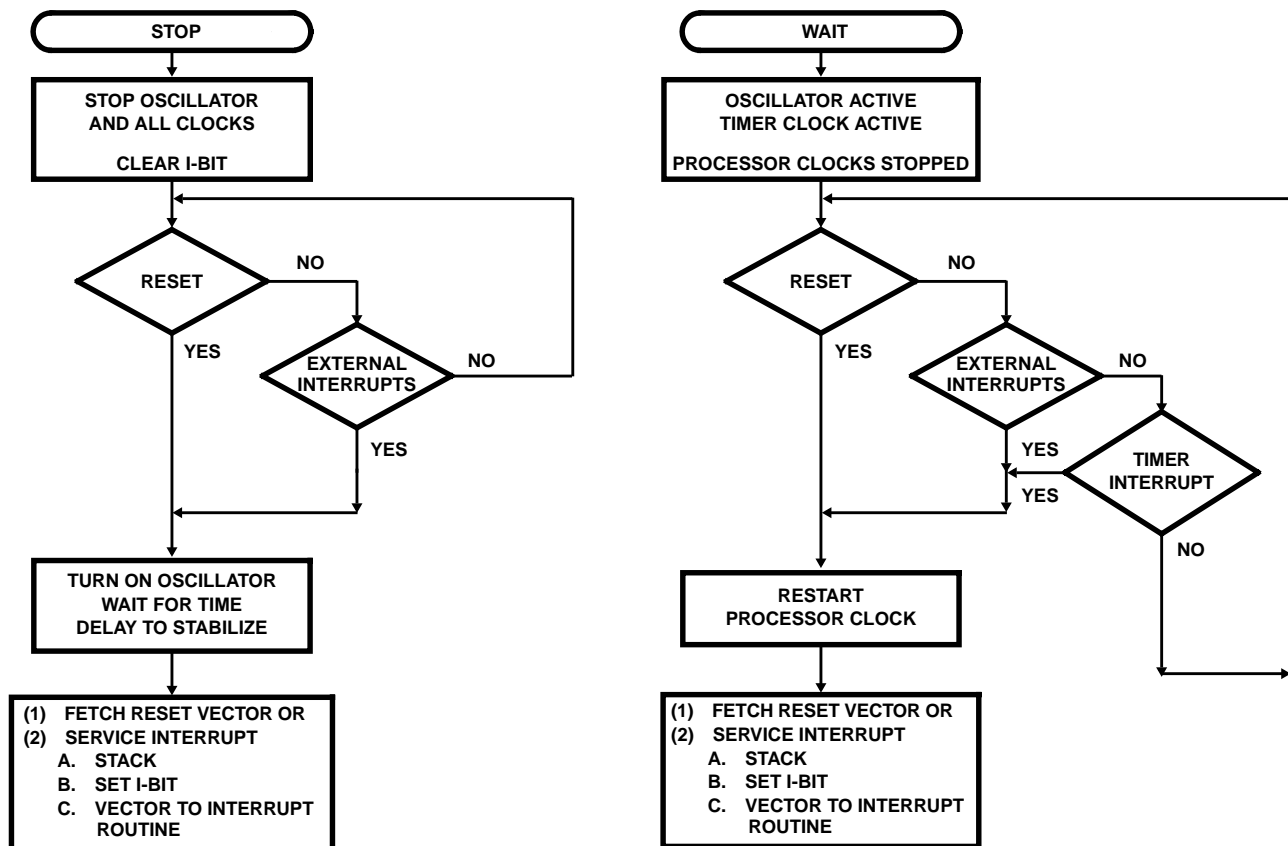 STOP
STOP OSCILLATOR
AND ALL CLOCKS
CLEAR I-BIT
RESET
NO
YES
EXTERNAL
INTERRUPTS
NO
YES
TURN ON OSCILLATOR
WAIT FOR TIME
DELAY TO STABILIZE
(1) FETCH RESET VECTOR OR
(2) SERVICE INTERRUPT
A. STACK
B. SET I-BIT
C. VECTOR TO INTERRUPT
ROUTINE
WAIT
OSCILLATOR ACTIVE
TIMER CLOCK ACTIVE
PROCESSOR CLOCKS STOPPED
RESET
NO
YES
EXTERNAL
INTERRUPTS
NO
YES
TIMER
INTERRUPT
YES
NO
RESTART
PROCESSOR CLOCK
(1) FETCH RESET VECTOR OR
(2) SERVICE INTERRUPT
A. STACK
B. SET I-BIT
C. VECTOR TO INTERRUPT
ROUTINE